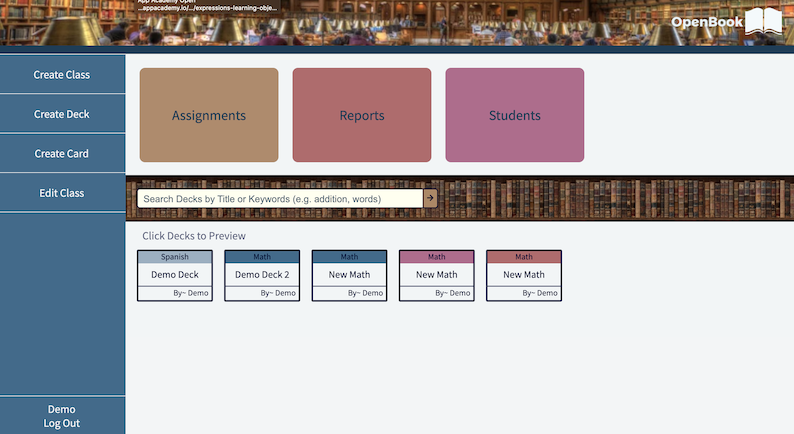 App Academy Open
...appacademy.io/.../expressions-learning-obje...
OpenBook
Create Class
Create Deck
Create Card
Edit Class
Demo
Log Out
Assignments
Reports
Students
Search Decks by Title or Keywords (e.g. addition, words)
Click Decks to Preview
Spanish
Demo Deck
By~ Demo
Math
Demo Deck 2
By~ Demo
Math
New Math
By~ Demo
Math
New Math
By~ Demo
Math
New Math
By~ Demo